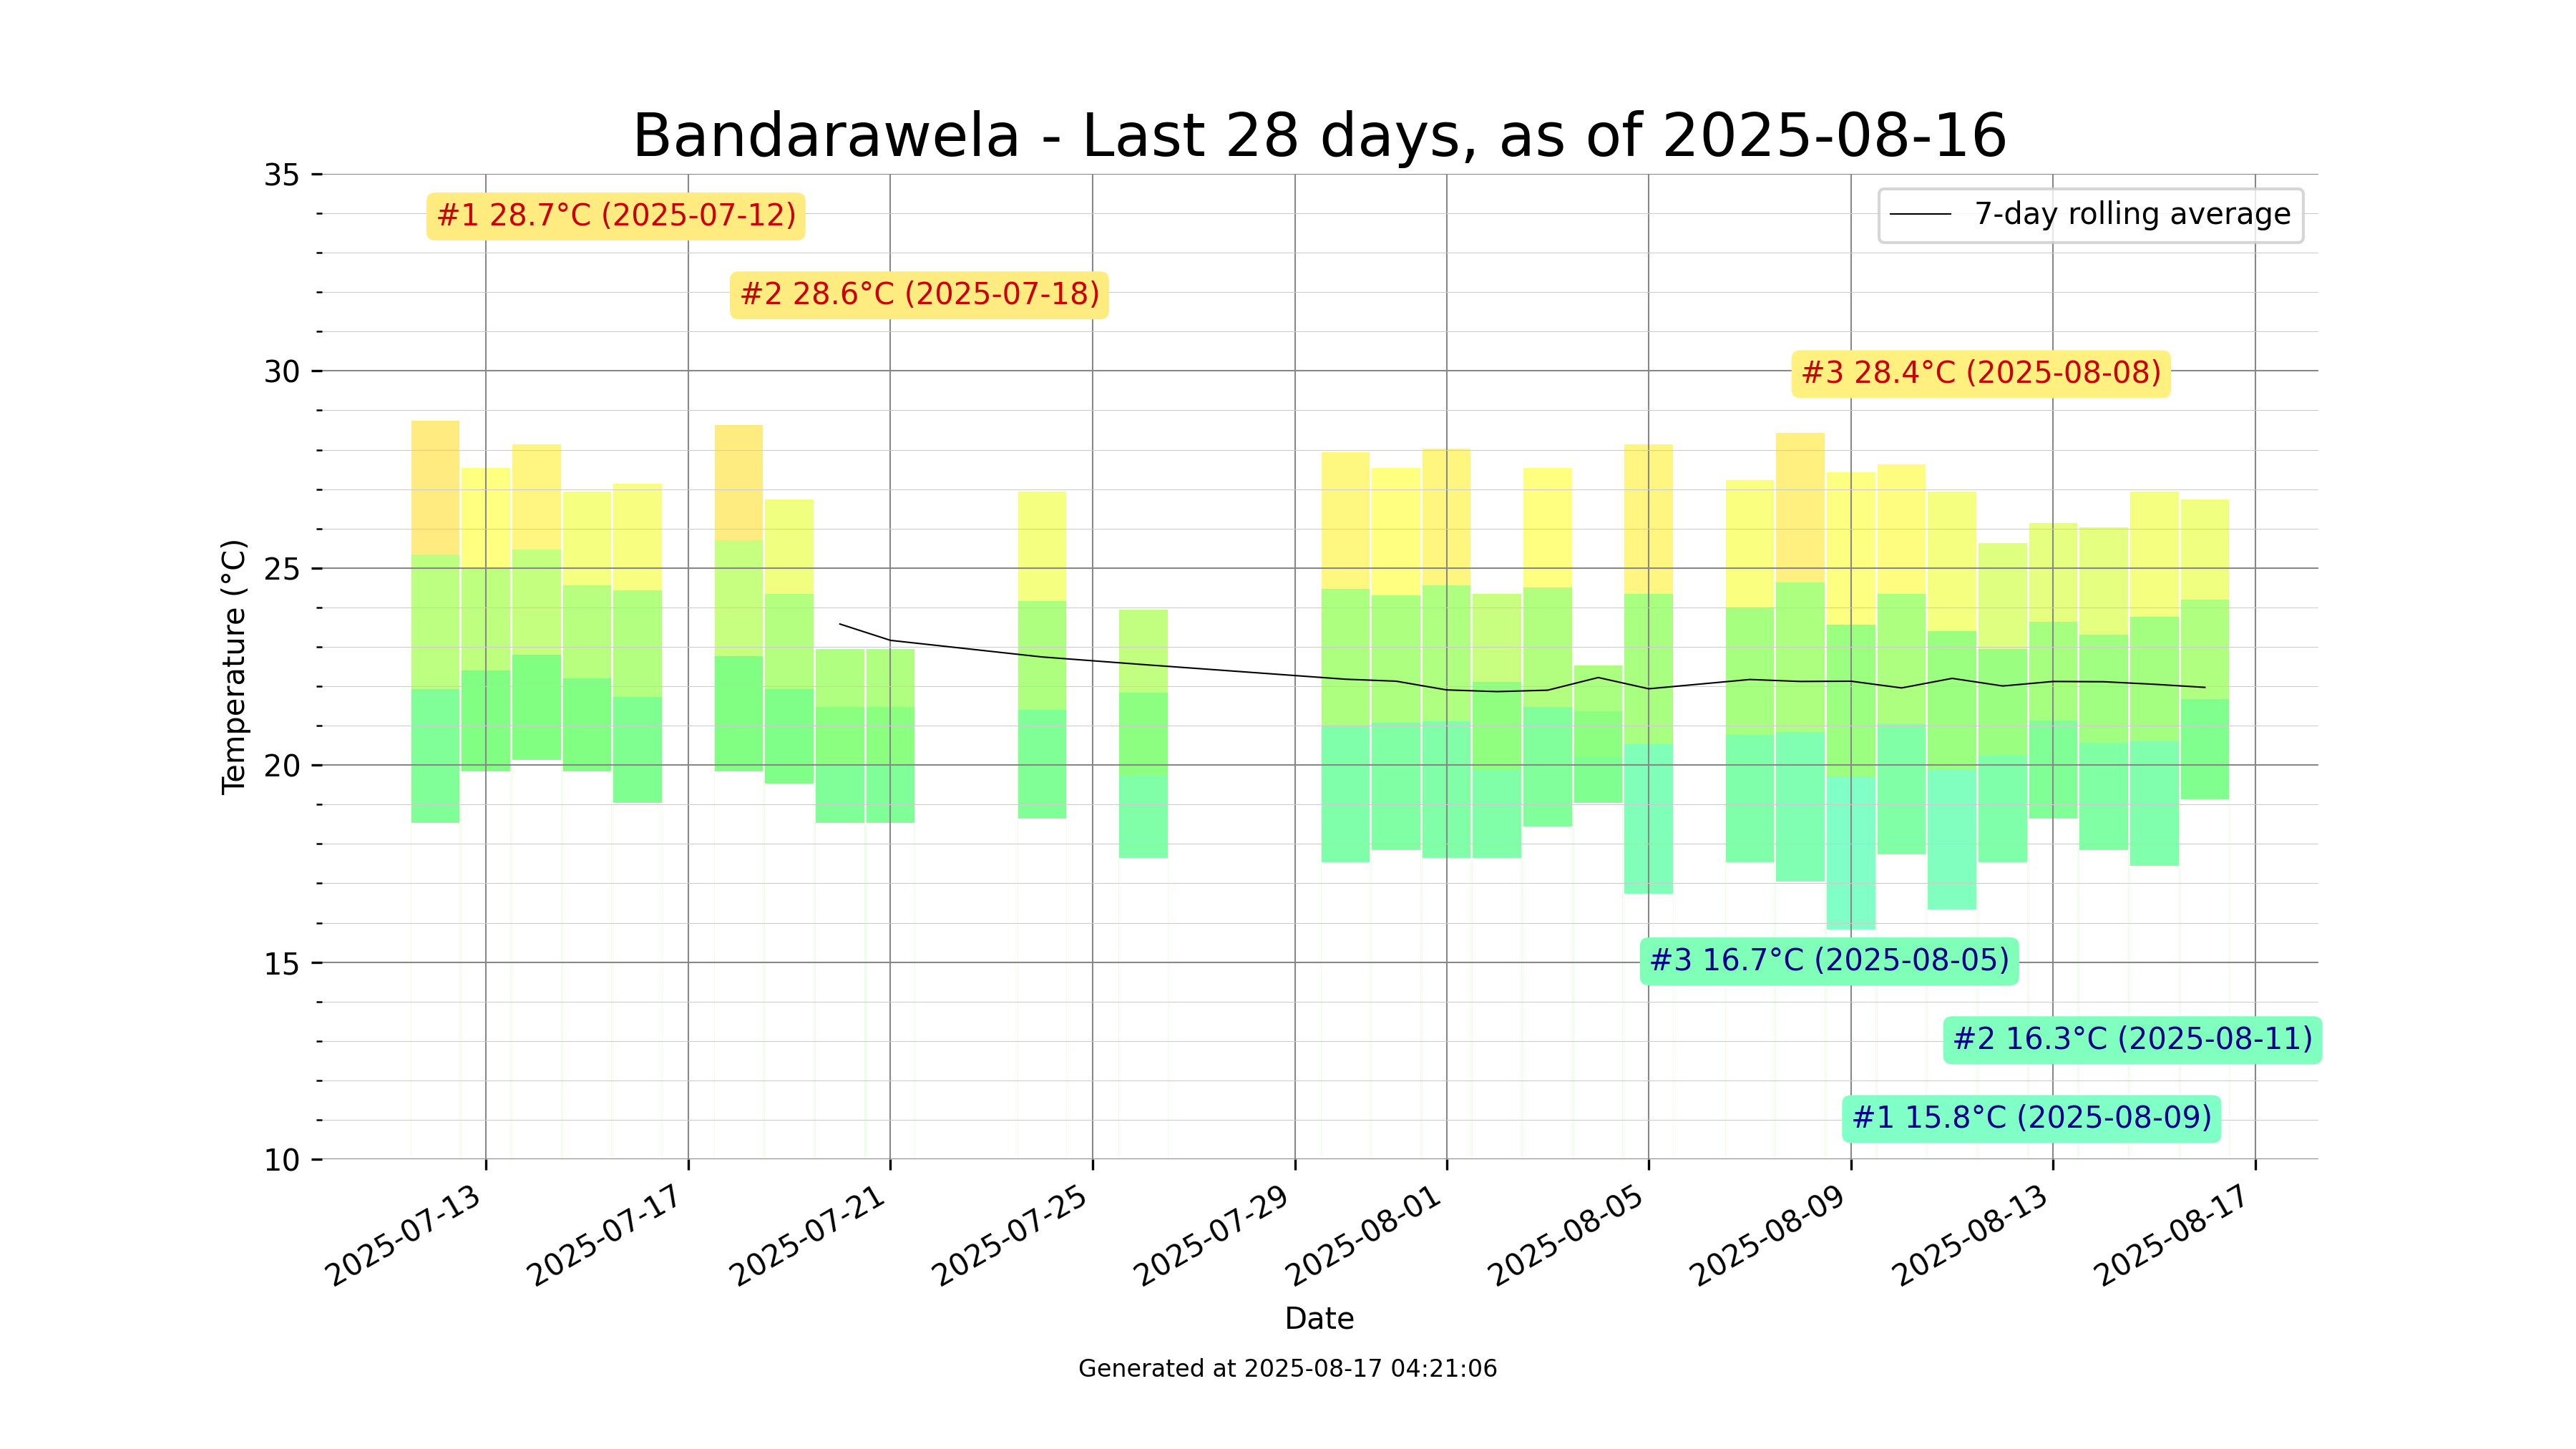 Bandarawela - Last 28 days, as of 2025-08-16
35
#1 28.7°C (2025-07-12)
7-day rolling average
#2 28.6°C (2025-07-18)
30
#3 28.4°C (2025-08-08)
25
Temperature (°C)
20
15
#3 16.7°C (2025-08-05)
#2 16.3°C (2025-08-11)
#1 15.8°C (2025-08-09)
10
2025-07-13
2025-07-17
2025-07-21
2025-07-25
2025-07-29
2025-08-01
2025-08-05
2025-08-09
2025-08-13
2025-08-17
Date
Generated at 2025-08-17 04:21:06